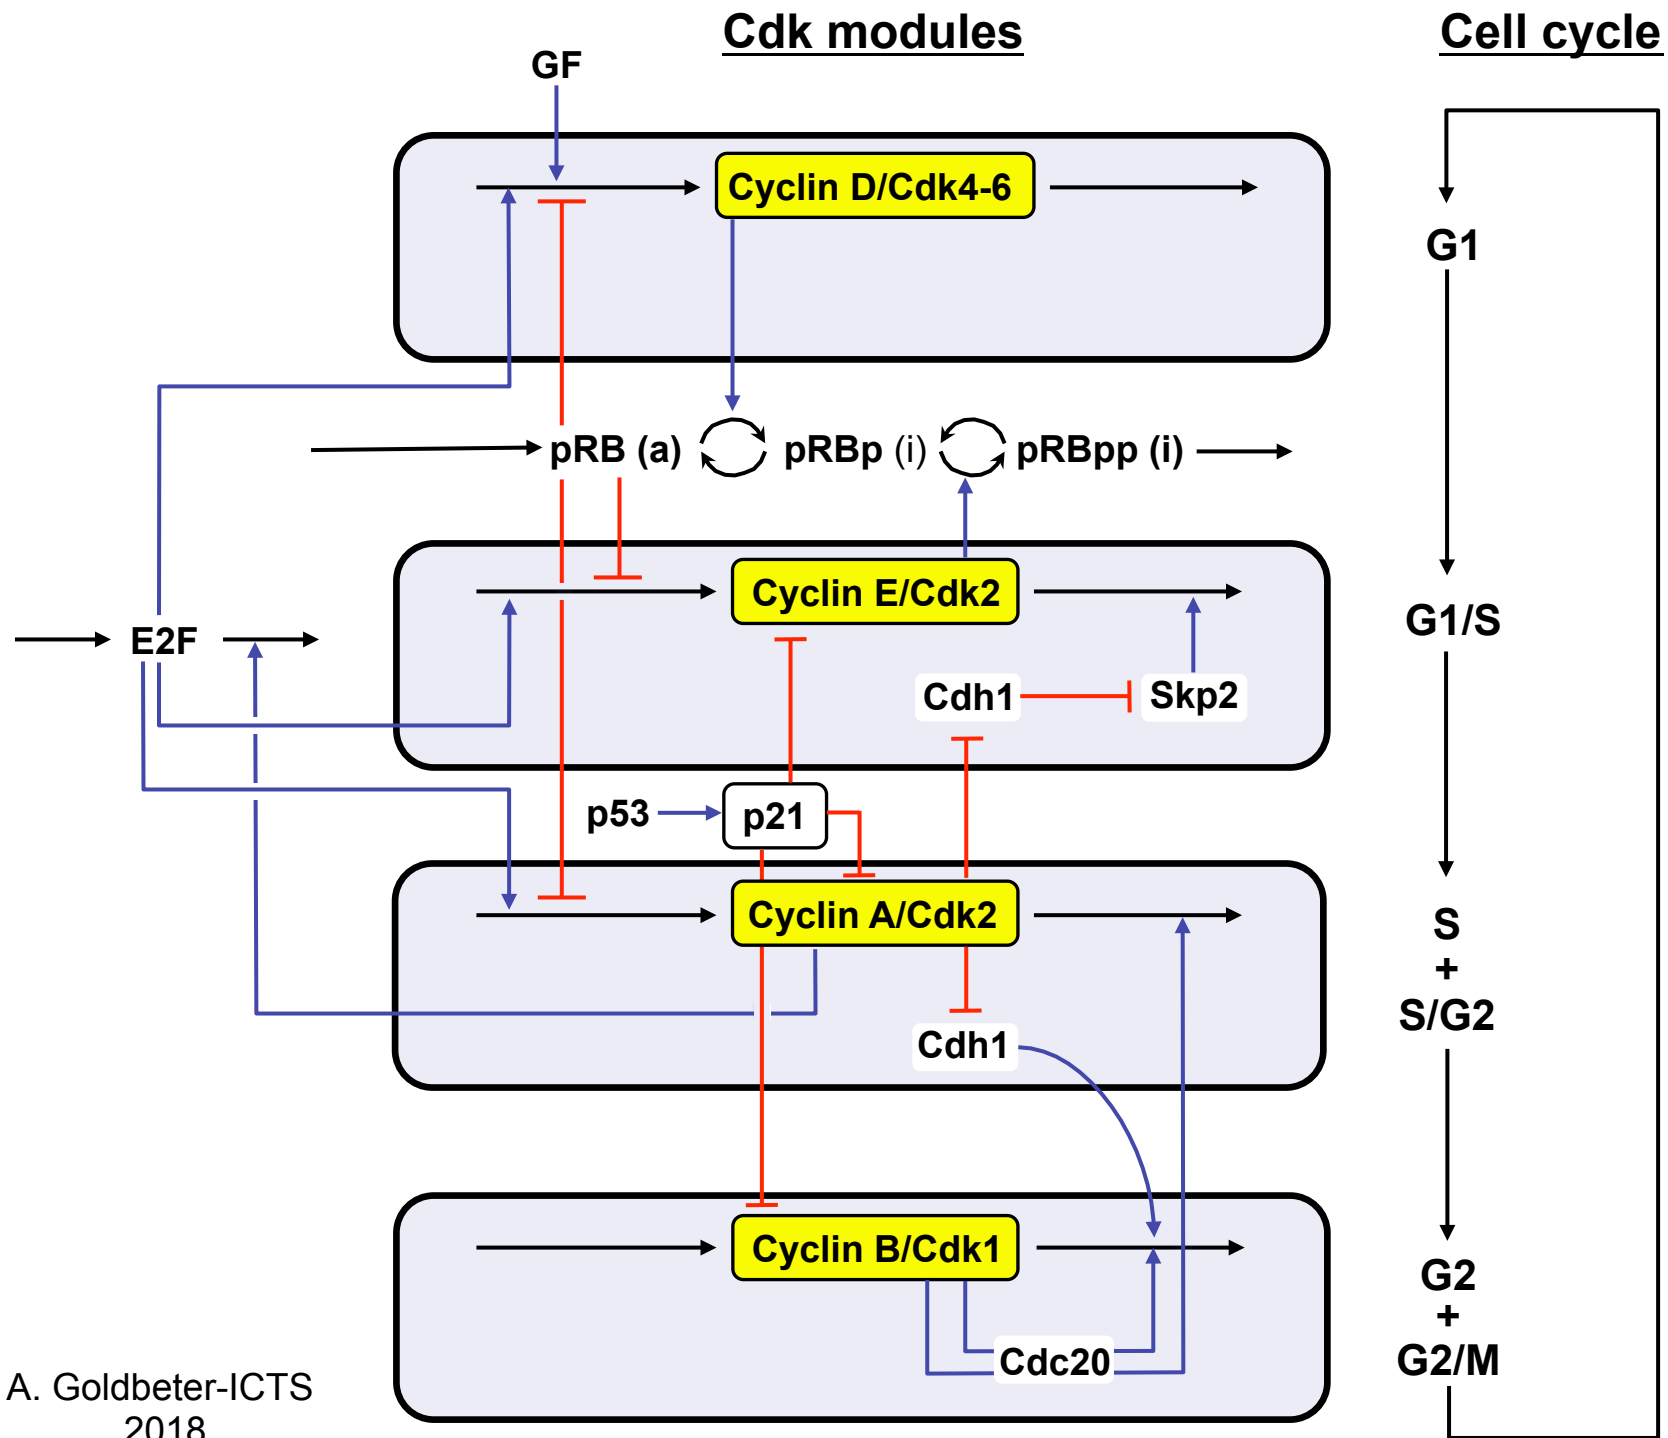 Cdk modules
Cell cycle
GF
Cyclin D/Cdk4-6
G1
pRB (a)
pRBp (i)
pRBpp (i)
Cyclin E/Cdk2
E2F
G1/S
Cdh1
Skp2
p53
p21
Cyclin A/Cdk2
S
+
S/G2
Cdh1
Cyclin B/Cdk1
G2
+
G2/M
Cdc20
A. Goldbeter-ICTS
2018